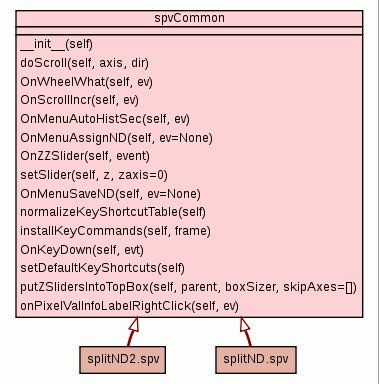 spvCommon
__init__(self)
doScroll(self, axis, dir)
OnWheelWhat(self, ev)
OnScrollIncr(self, ev)
OnMenuAutoHistSec(self, ev)
OnMenuAssignND(self, ev=None)
OnZZSlider(self, event)
setSlider(self, z, zaxis=0)
OnMenuSaveND(self, ev=None)
normalizeKeyShortcutTable(self)
installKeyCommands(self, frame)
OnKeyDown(self, evt)
setDefaultKeyShortcuts(self)
putZSlidersIntoTopBox(self, parent, boxSizer, skipAxes=[])
onPixelValInfoLabelRightClick(self, ev)
splitND2.spv splitND.spv